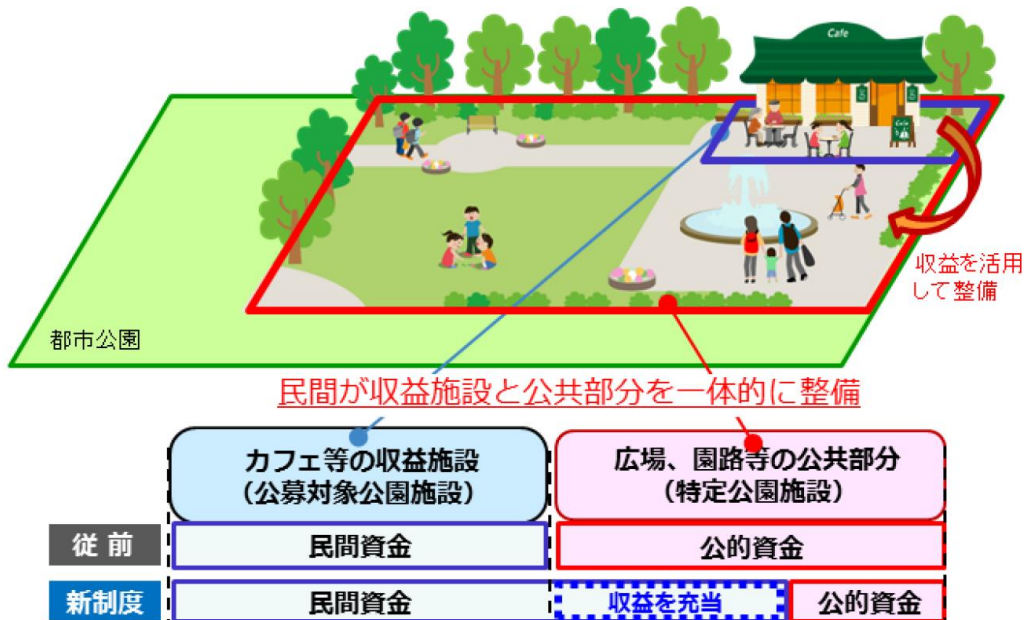 Cafe
Cafe
収益を活用
して整備
都市公園
民間が収益施設と公共部分を一体的に整備
カフェ等の収益施設
（公募対象公園施設）
広場、園路等の公共部分
（特定公園施設）
従前
民間資金
公的資金
新制度
民間資金
収益を充当
公的資金